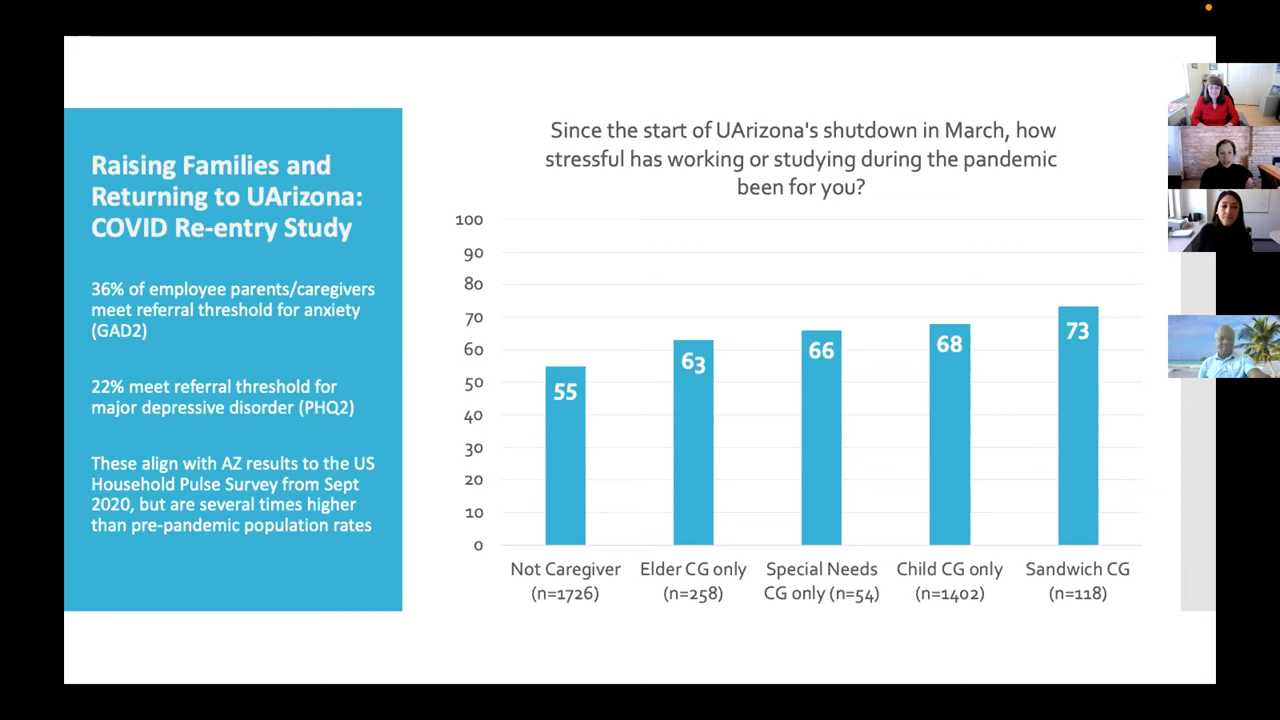 Raising Families and
Returning to UArizona:
COVID Re-entry Study
36% of employee parents/caregivers
meet referral threshold for anxiety
(GAD2)
22% meet referral threshold for
major depressive disorder (PHQ2)
These align with AZ results to the US
Household Pulse Survey from Sept
2020, but are several times higher
than pre-pandemic population rates
Since the start of UArizona's shutdown in March, how
stressful has working or studying during the pandemic
been for you?
100
90
80
70
60
50
40
30
20
10
0
55
63
66
68
73
Not Caregiver
(n=1726)
Elder CG only
(n=258)
Special Needs
CG only (n=54)
Child CG only
(n=1402)
Sandwich CG
(n=118)